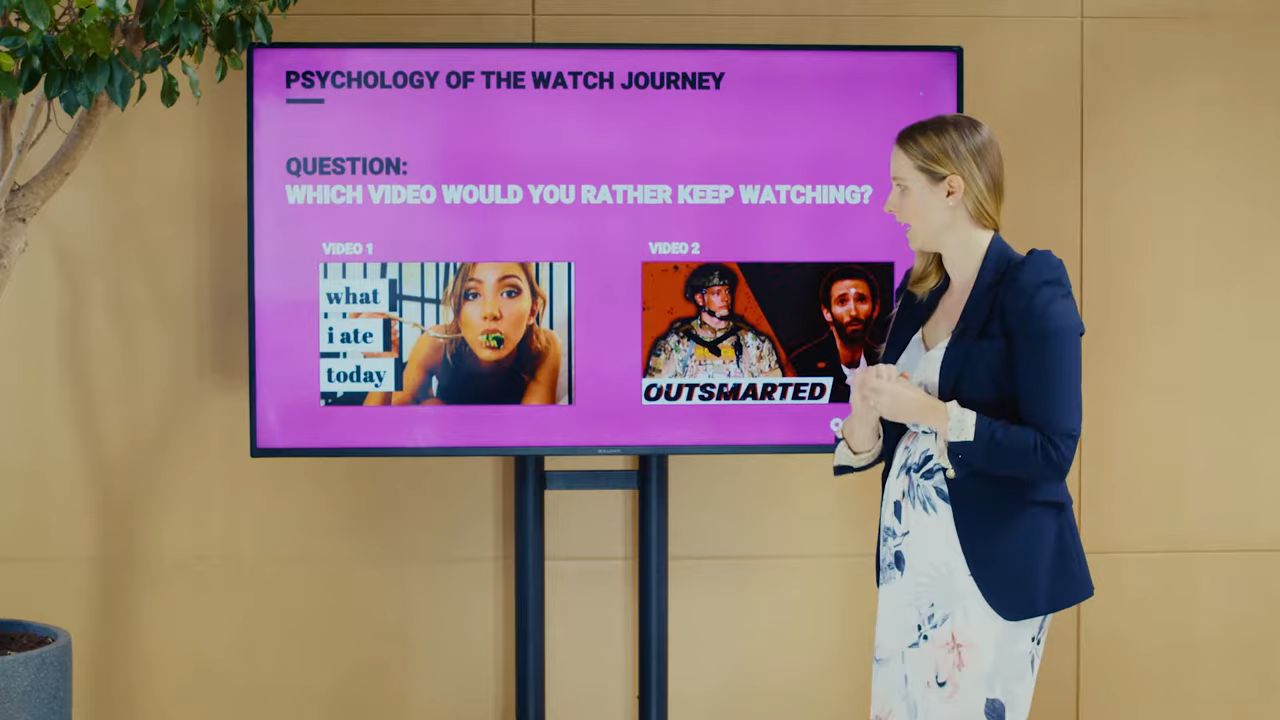 PSYCHOLOGY OF THE WATCH JOURNEY
QUESTION:
WHICH VIDEO WOULD YOU RATHER KEEP WATCHING?
VIDEO 1
VIDEO 2
what
i ate
today
OUTSMARTED